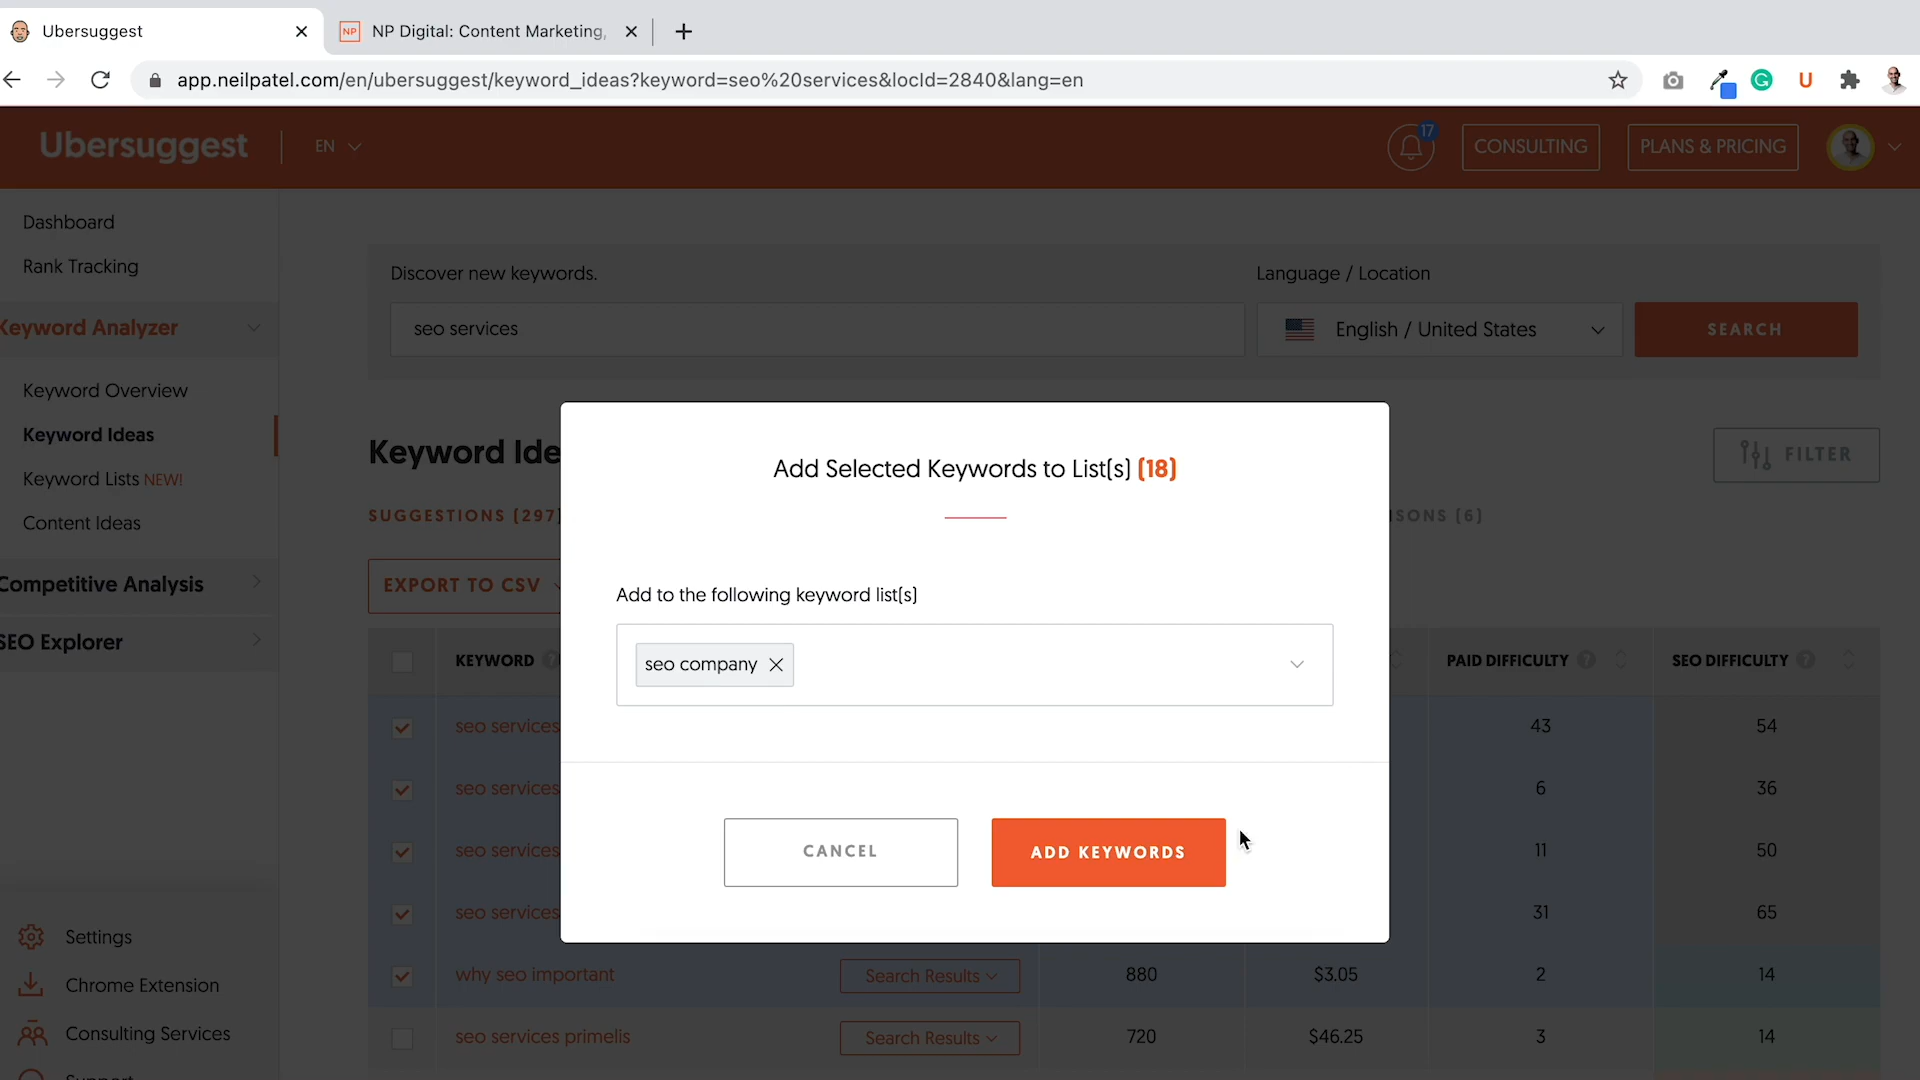 Ubersuggest
NP Digital: Content Marketing,
app.neilpatel.com/en/ubersuggest/keyword_ideas?keyword=seo%20services&locId=2840&lang=en
Ubersuggest
EN
17
CONSULTING
PLANS & PRICING
Dashboard
Rank Tracking
Keyword Analyzer
Keyword Overview
Keyword Ideas
Keyword Lists NEW!
Content Ideas
Competitive Analysis
SEO Explorer
Settings
Chrome Extension
Consulting Services
Support
Discover new keywords.
Language / Location
seo services
English / United States
SEARCH
Keyword Ide
FILTER
SUGGESTIONS (297)
ISONS (6)
EXPORT TO CSV
Add Selected Keywords to List(s) (18)
Add to the following keyword list(s)
seo company
CANCEL
ADD KEYWORDS
KEYWORD
PAID DIFFICULTY
SEO DIFFICULTY
seo services 43 54
seo services 6 36
seo services 11 50
seo services 31 65
why seo important Search Results 880 $3.05 2 14
seo services primelis Search Results 720 $46.25 3 14